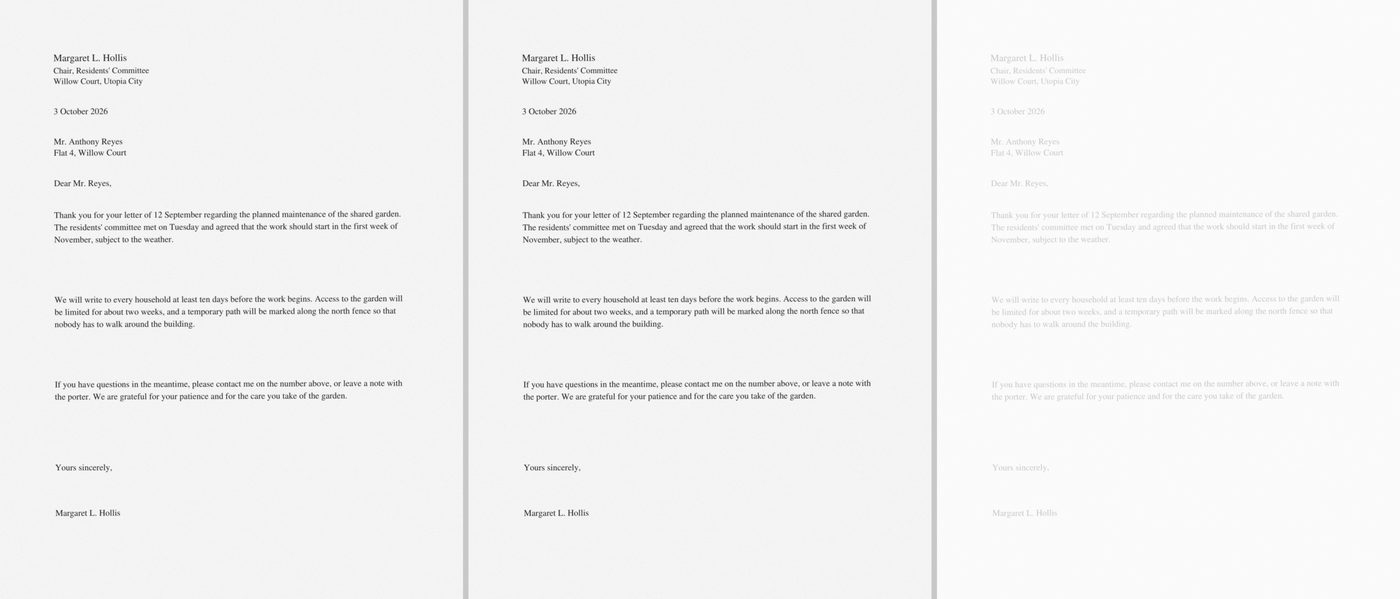 Margaret L. Hollis
Chair, Residents' Committee
Willow Court, Utopia City
3 October 2026
Mr. Anthony Reyes
Flat 4, Willow Court
Dear Mr. Reyes,
Thank you for your letter of 12 September regarding the planned maintenance of the shared garden.
The residents' committee met on Tuesday and agreed that the work should start in the first week of
November, subject to the weather.
We will write to every household at least ten days before the work begins. Access to the garden will
be limited for about two weeks, and a temporary path will be marked along the north fence so that
nobody has to walk around the building.
If you have questions in the meantime, please contact me on the number above, or leave a note with
the porter. We are grateful for your patience and for the care you take of the garden.
Yours sincerely,
Margaret L. Hollis
Margaret L. Hollis
Chair, Residents' Committee
Willow Court, Utopia City
3 October 2026
Mr. Anthony Reyes
Flat 4, Willow Court
Dear Mr. Reyes,
Thank you for your letter of 12 September regarding the planned maintenance of the shared garden.
The residents' committee met on Tuesday and agreed that the work should start in the first week of
November, subject to the weather.
We will write to every household at least ten days before the work begins. Access to the garden will
be limited for about two weeks, and a temporary path will be marked along the north fence so that
nobody has to walk around the building.
If you have questions in the meantime, please contact me on the number above, or leave a note with
the porter. We are grateful for your patience and for the care you take of the garden.
Yours sincerely,
Margaret L. Hollis
Margaret L. Hollis
Chair, Residents' Committee
Willow Court, Utopia City
3 October 2026
Mr. Anthony Reyes
Flat 4, Willow Court
Dear Mr. Reyes,
Thank you for your letter of 12 September regarding the planned maintenance of the shared garden.
The residents' committee met on Tuesday and agreed that the work should start in the first week of
November, subject to the weather.
We will write to every household at least ten days before the work begins. Access to the garden will
be limited for about two weeks, and a temporary path will be marked along the north fence so that
nobody has to walk around the building.
If you have questions in the meantime, please contact me on the number above, or leave a note with
the porter. We are grateful for your patience and for the care you take of the garden.
Yours sincerely,
Margaret L. Hollis